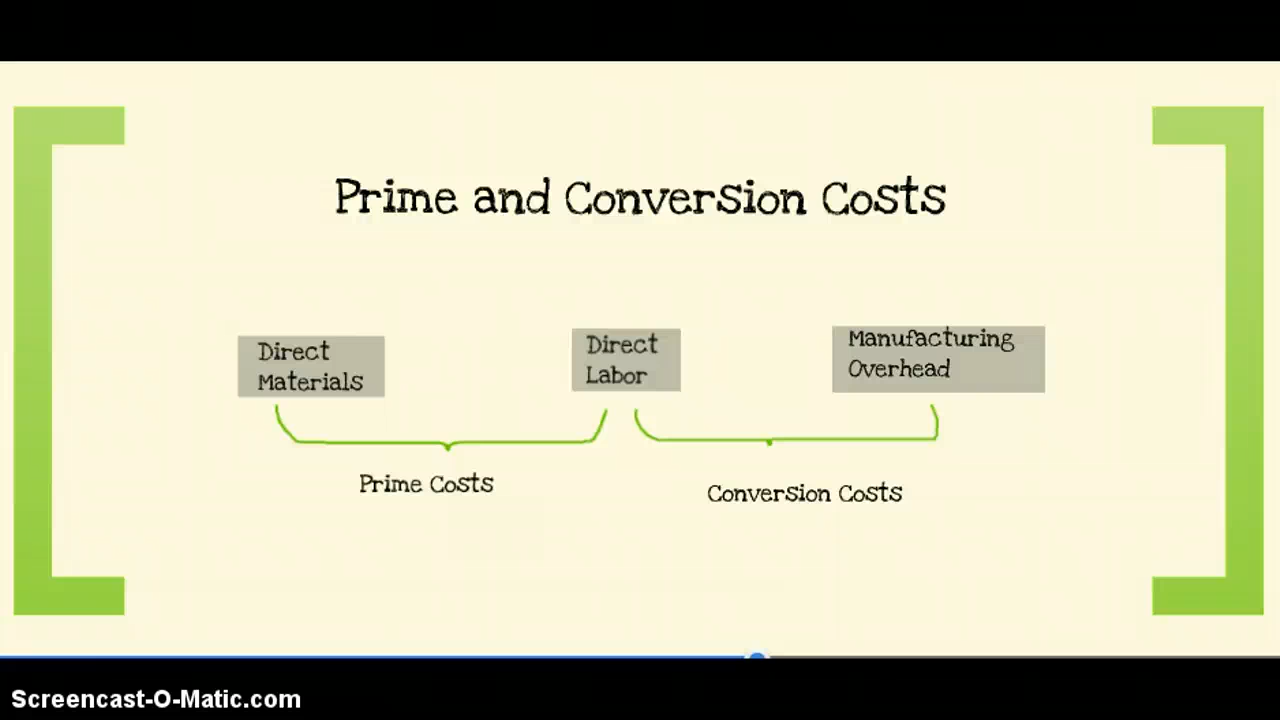 Prime and Conversion Costs
Direct
Materials
Direct
Labor
Manufacturing
Overhead
Prime Costs
Conversion Costs
Screencast-O-Matic.com